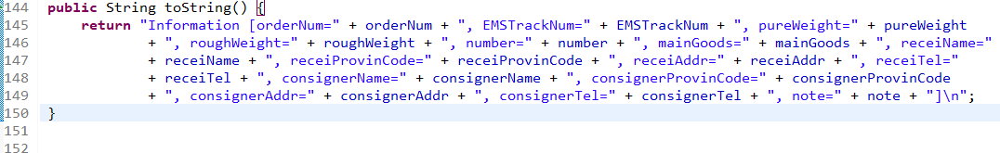 144 public String toString() {
145 return "Information [orderNum=" + orderNum + ", EMSTrackNum=" + EMSTrackNum + ", pureWeight=" + pureWeight
146 + ", roughWeight=" + roughWeight + ", number=" + number + ", mainGoods=" + mainGoods + ", receiName="
147 + receiName + ", receiProvinCode=" + receiProvinCode + ", receiAddr=" + receiAddr + ", receiTel="
148 + receiTel + ", consignerName=" + consignerName + ", consignerProvinCode=" + consignerProvinCode
149 + ", consignerAddr=" + consignerAddr + ", consignerTel=" + consignerTel + ", note=" + note + "]\n";
150 }
151
152